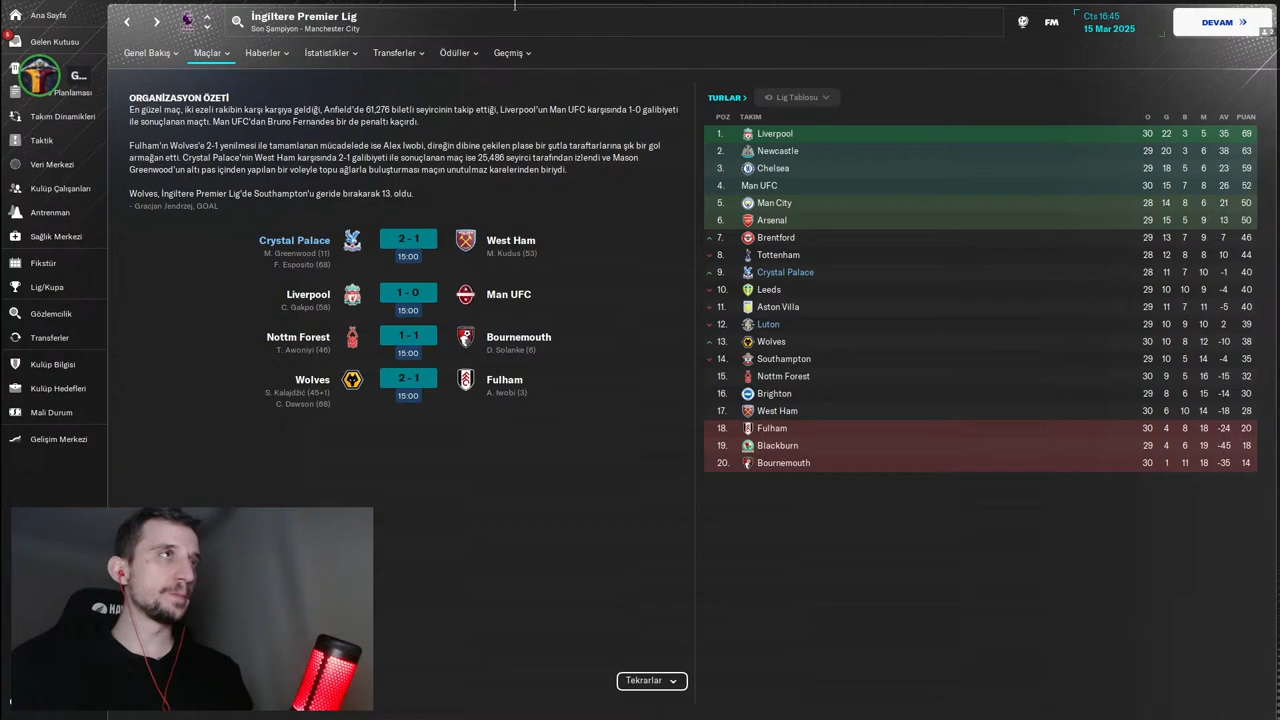 Ana Sayfa
5
Gelen Kutusu
G...
Planlaması
Takım Dinamikleri
Taktik
Veri Merkezi
Kulüp Çalışanları
Antrenman
Sağlık Merkezi
Fikstür
Lig/Kupa
Gözlemcilik
Transferler
Kulüp Bilgisi
Kulüp Hedefleri
Mali Durum
Gelişim Merkezi
İngiltere Premier Lig
Son Şampiyon - Manchester City
FM
Cts 16:45
15 Mar 2025
DEVAM
2
Genel Bakış
Maçlar
Haberler
İstatistikler
Transferler
Ödüller
Geçmiş
ORGANİZASYON ÖZETİ
En güzel maç, iki ezeli rakibin karşı karşıya geldiği, Anfield'de 61,276 biletli seyircinin takip ettiği, Liverpool'un Man UFC karşısında 1-0 galibiyeti
ile sonuçlanan maçtı. Man UFC'dan Bruno Fernandes bir de penaltı kaçırdı.
Fulham'ın Wolves'e 2-1 yenilmesi ile tamamlanan mücadelede ise Alex Iwobi, direğin dibine çekilen plase bir şutla taraftarlarına şık bir gol
armağan etti. Crystal Palace'nin West Ham karşısında 2-1 galibiyeti ile sonuçlanan maç ise 25,486 seyirci tarafından izlendi ve Mason
Greenwood'un altı pas içinden yapılan bir voleyle topu ağlarla buluşturması maçın unutulmaz karelerinden biriydi.
Wolves, İngiltere Premier Lig'de Southampton'u geride bırakarak 13. oldu.
- Gracjan Jendrzej, GOAL
Crystal Palace 2 - 1 West Ham
M. Greenwood (11) 15:00 M. Kudus (53)
F. Esposito (68)
Liverpool 1 - 0 Man UFC
C. Gakpo (58) 15:00
Nottm Forest 1 - 1 Bournemouth
T. Awoniyi (46) 15:00 D. Solanke (6)
Wolves 2 - 1 Fulham
S. Kalajdžić (45+1) 15:00 A. Iwobi (3)
C. Dawson (68)
Tekrarlar
TURLAR
Lig Tablosu
POZ TAKIM O G B M AV PUAN
1. Liverpool 30 22 3 5 35 69
2. Newcastle 29 20 3 6 38 63
3. Chelsea 29 18 5 6 23 59
4. Man UFC 30 15 7 8 26 52
5. Man City 28 14 8 6 21 50
6. Arsenal 29 15 5 9 13 50
7. Brentford 29 13 7 9 7 46
8. Tottenham 28 12 8 8 10 44
9. Crystal Palace 28 11 7 10 -1 40
10. Leeds 29 10 10 9 -4 40
11. Aston Villa 29 11 7 11 -5 40
12. Luton 29 10 9 10 2 39
13. Wolves 30 10 8 12 -10 38
14. Southampton 29 10 5 14 -4 35
15. Nottm Forest 30 9 5 16 -15 32
16. Brighton 29 8 6 15 -14 30
17. West Ham 30 6 10 14 -18 28
18. Fulham 30 4 8 18 -24 20
19. Blackburn 29 4 6 19 -45 18
20. Bournemouth 30 1 11 18 -35 14